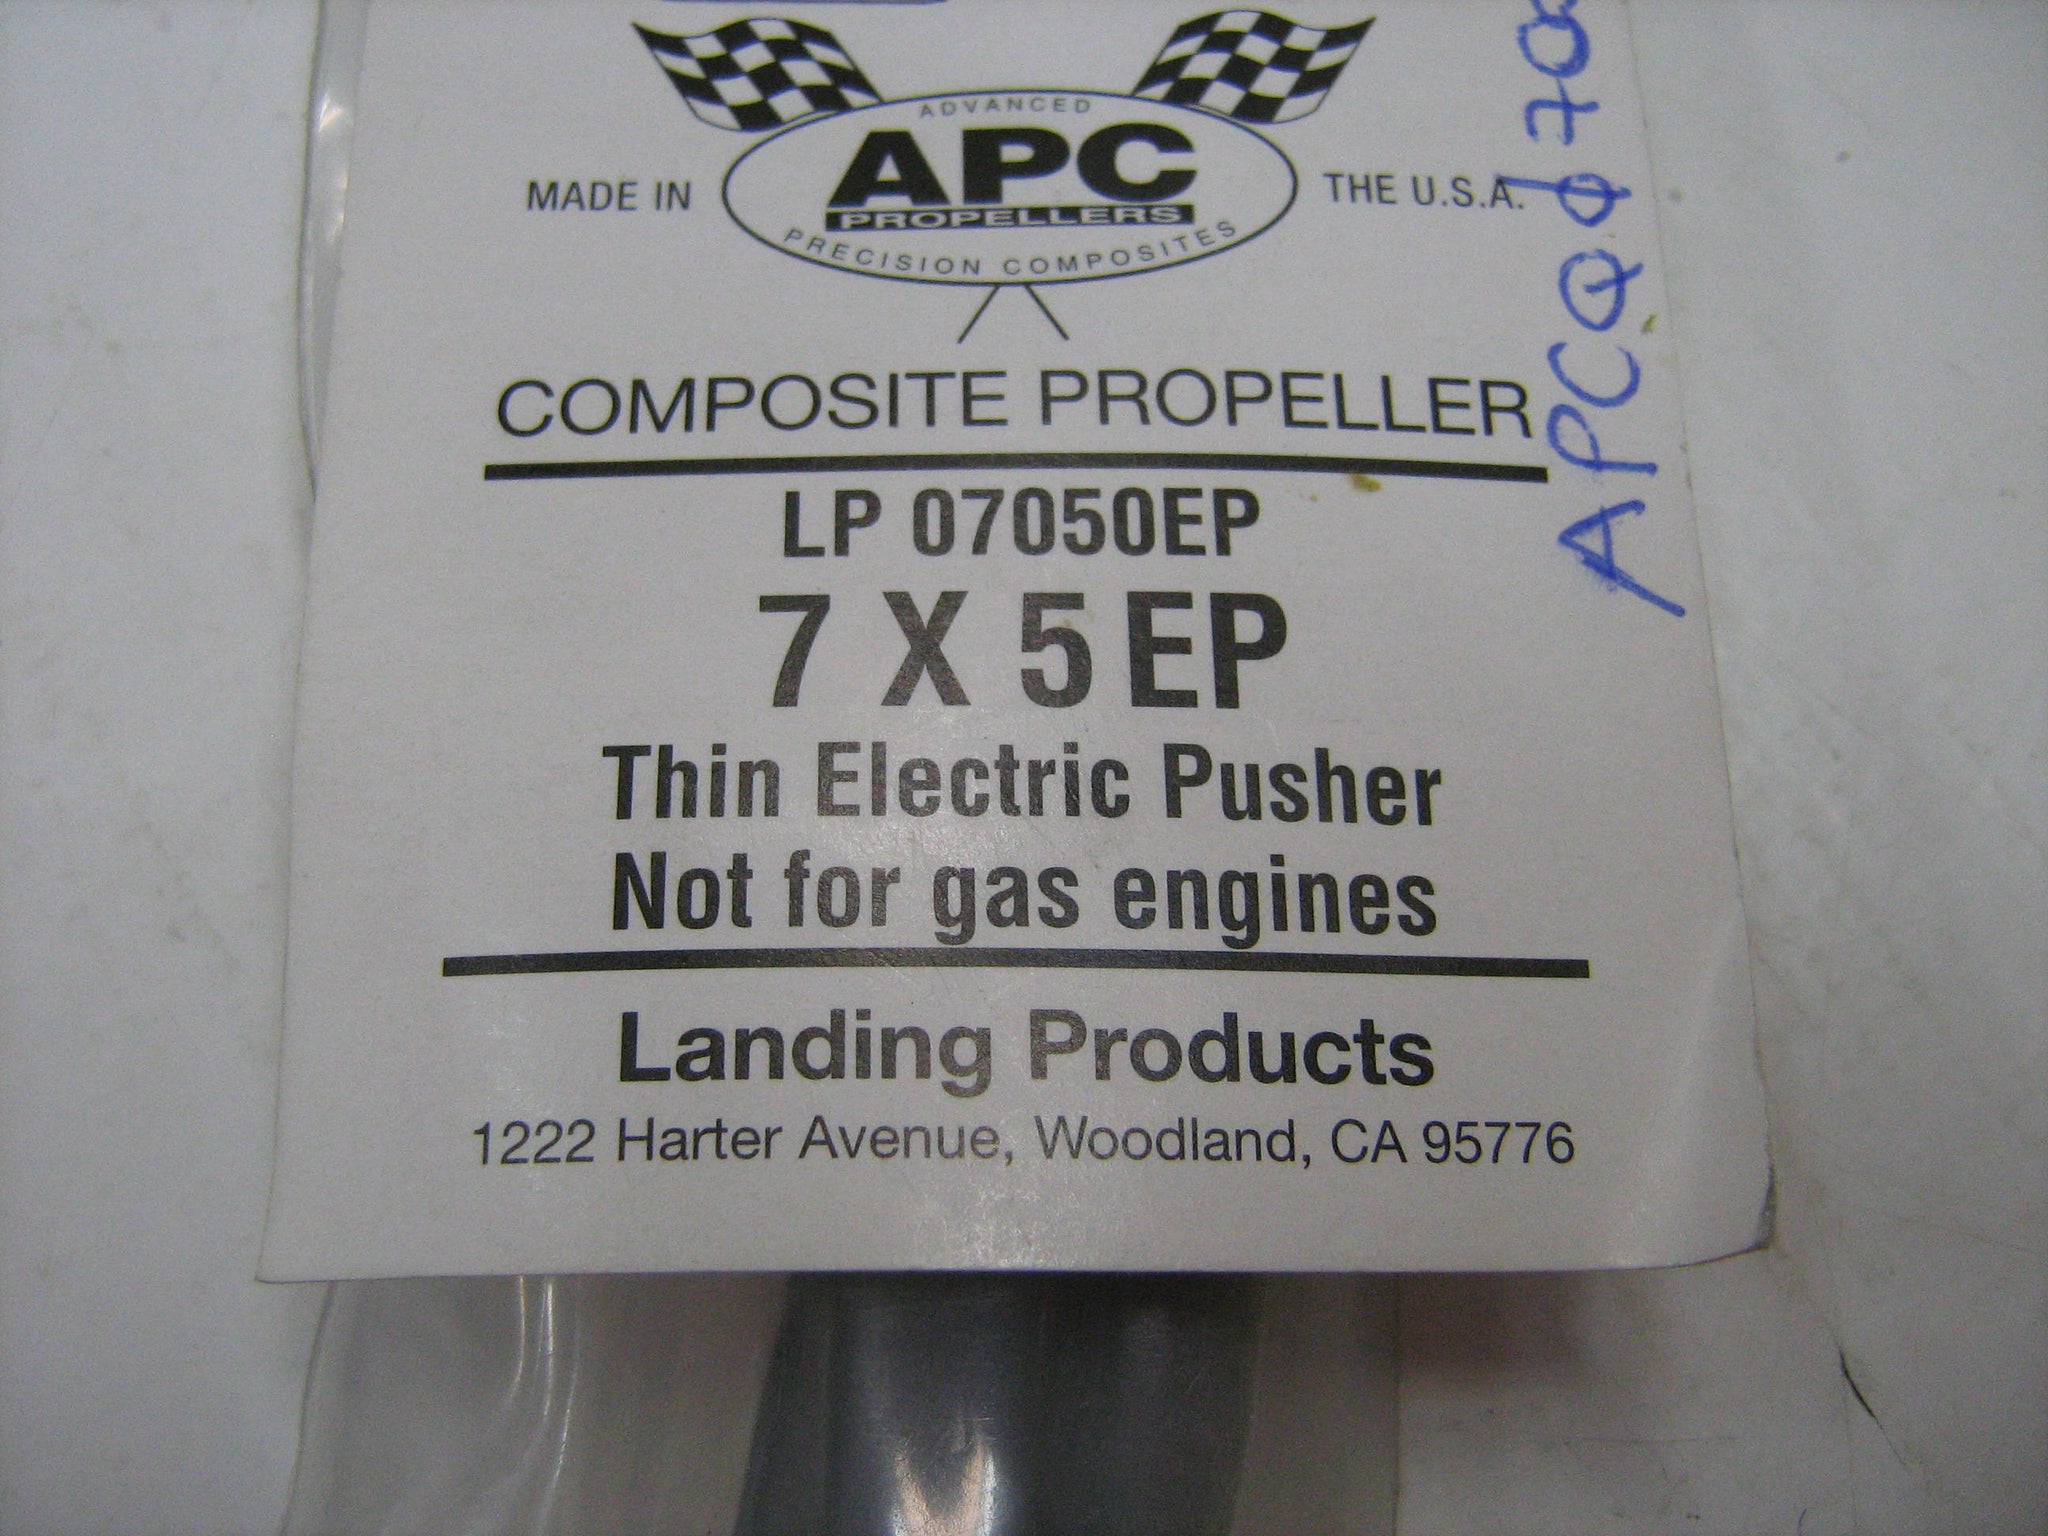 ADVANCED
APC
PROPELLERS
PRECISION COMPOSITES
MADE IN
THE U.S.A.
COMPOSITE PROPELLER
LP 07050EP
7 X 5 EP
Thin Electric Pusher
Not for gas engines
Landing Products
1222 Harter Avenue, Woodland, CA 95776